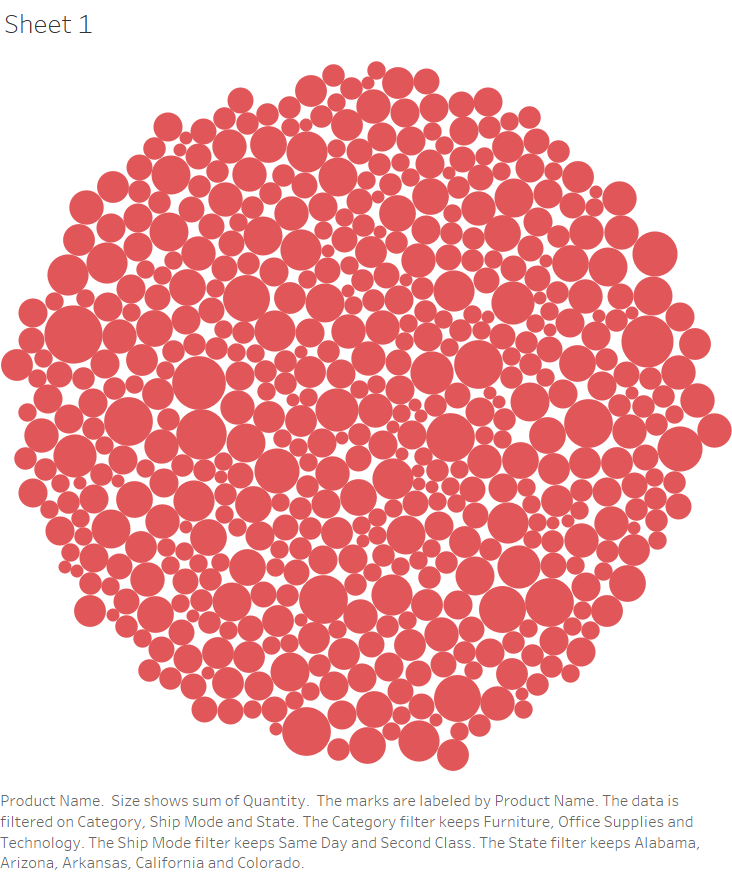 Sheet 1
Product Name.  Size shows sum of Quantity.  The marks are labeled by Product Name. The data is
filtered on Category, Ship Mode and State. The Category filter keeps Furniture, Office Supplies and
Technology. The Ship Mode filter keeps Same Day and Second Class. The State filter keeps Alabama,
Arizona, Arkansas, California and Colorado.